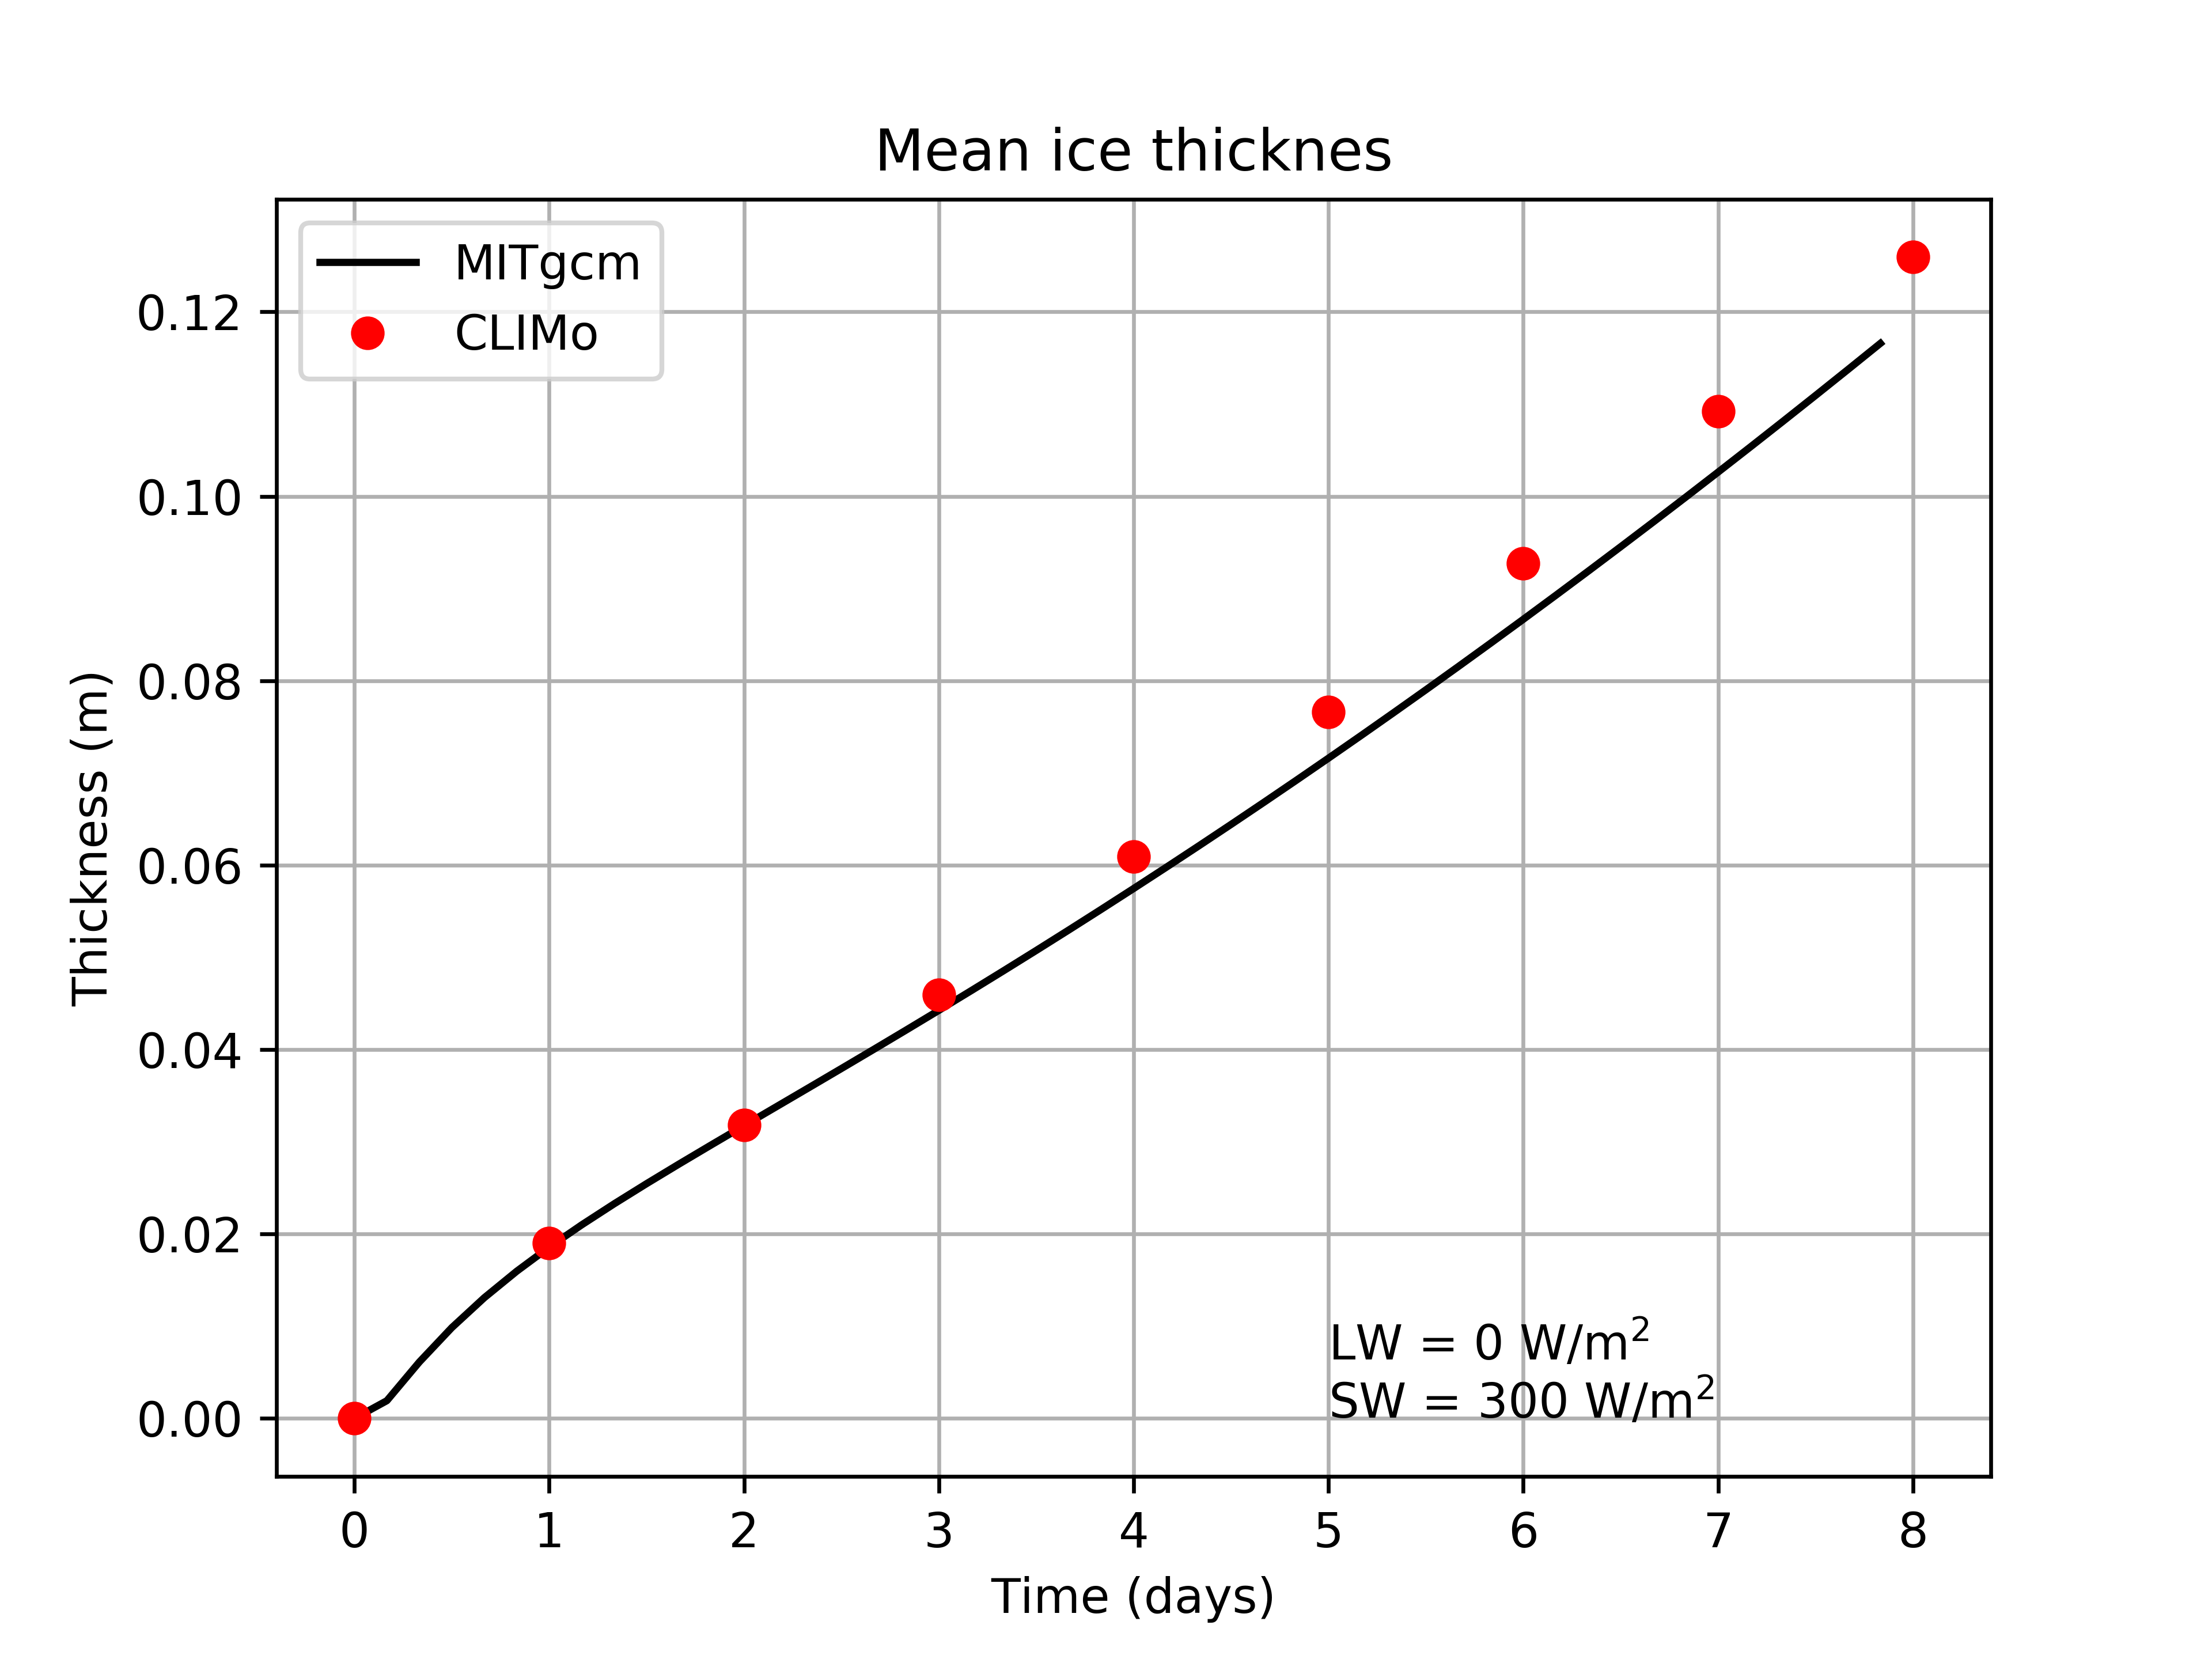 Mean ice thicknes
MITgcm
CLIMo
0.12
0.10
0.08
0.06
0.04
0.02
0.00
Thickness (m)
LW = 0 W/m²
SW = 300 W/m²
0 1 2 3 4 5 6 7 8
Time (days)